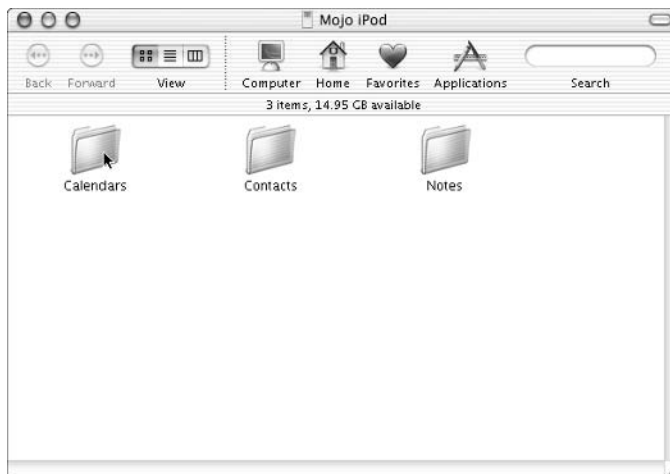 Mojo iPod
Back Forward View Computer Home Favorites Applications Search
3 items, 14.95 GB available
Calendars Contacts Notes